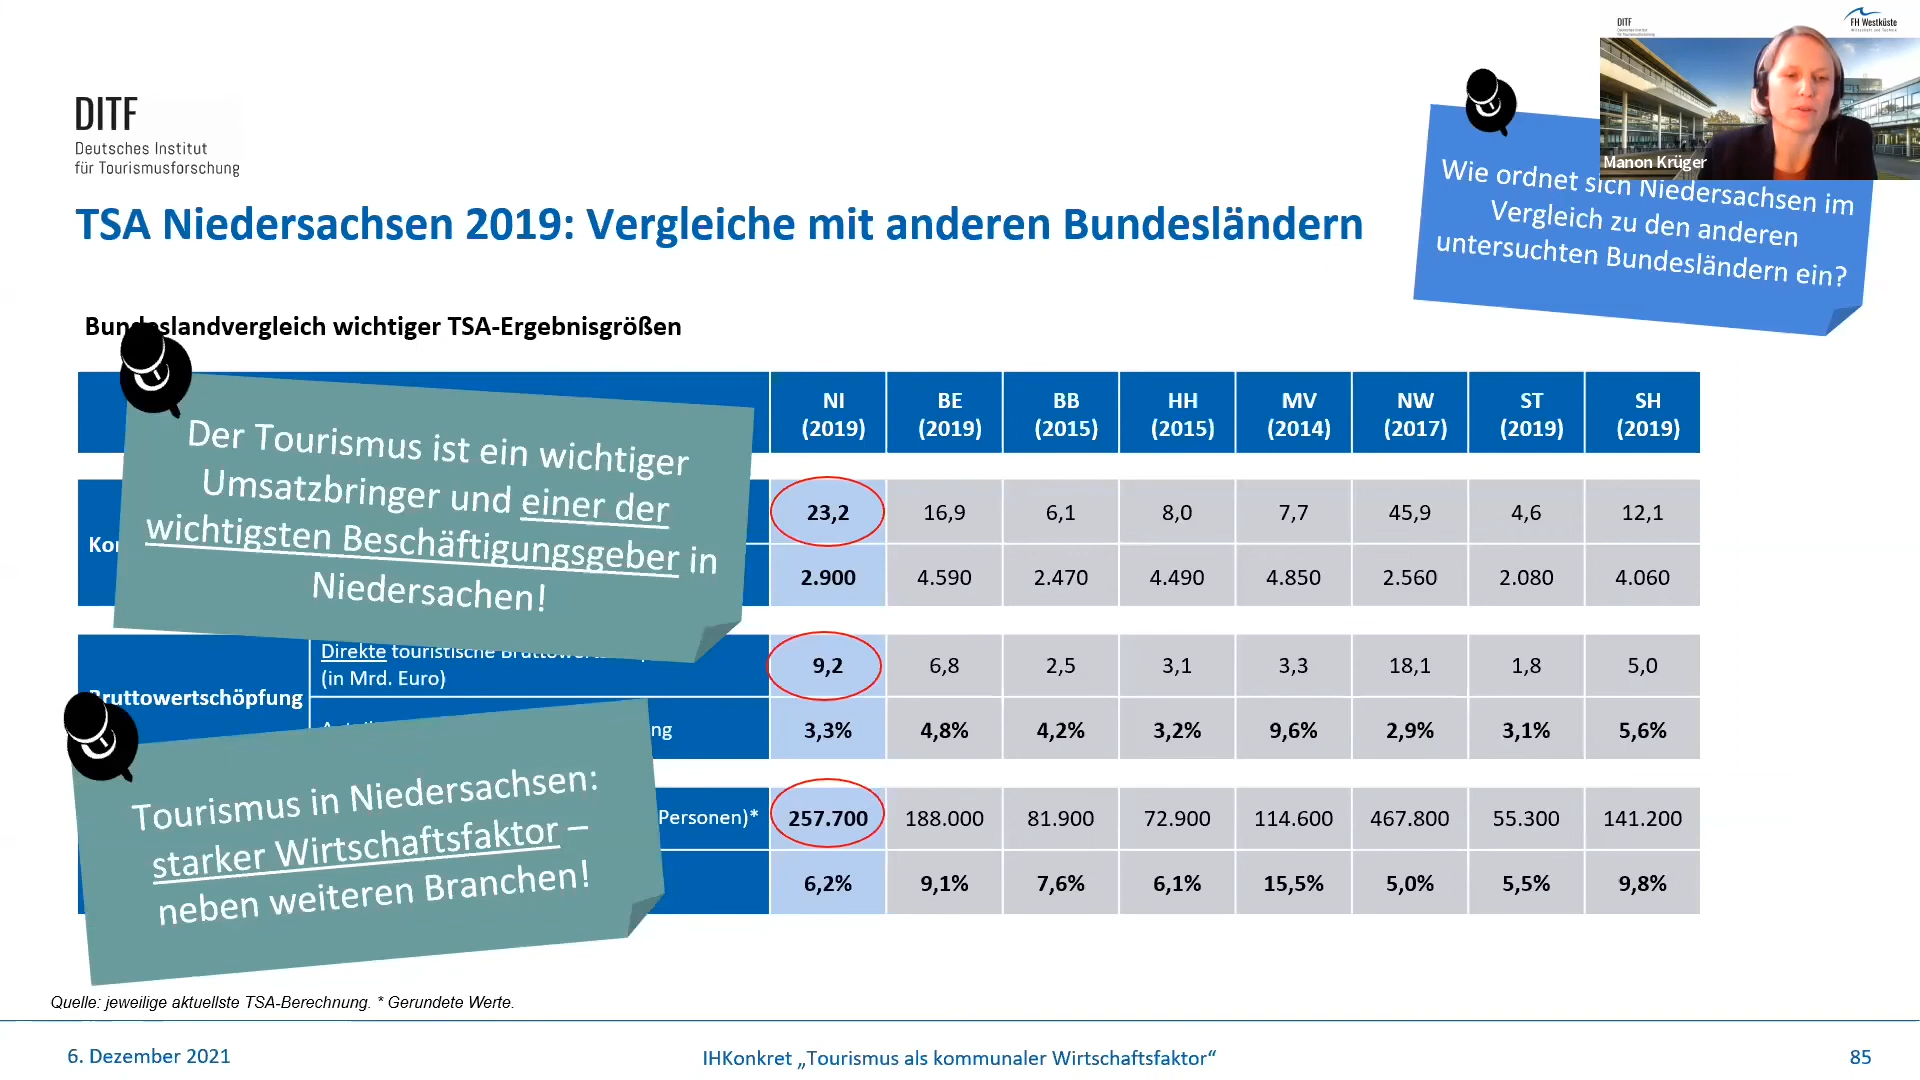 DITF
FH Westküste
Wirtschaft und Technik
DITF
Deutsches Institut
für Tourismusforschung
Manon Krüger
Wie ordnet sich Niedersachsen im
Vergleich zu den anderen
untersuchten Bundesländern ein?
TSA Niedersachsen 2019: Vergleiche mit anderen Bundesländern
Bundeslandvergleich wichtiger TSA-Ergebnisgrößen
NI BE BB HH MV NW ST SH
(2019) (2019) (2015) (2015) (2014) (2017) (2019) (2019)
Der Tourismus ist ein wichtiger
Umsatzbringer und einer der
wichtigsten Beschäftigungsgeber in
Niedersachen!
23,2 16,9 6,1 8,0 7,7 45,9 4,6 12,1
2.900 4.590 2.470 4.490 4.850 2.560 2.080 4.060
Bruttowertschöpfung
Direkte touristische
(in Mrd. Euro)
9,2 6,8 2,5 3,1 3,3 18,1 1,8 5,0
3,3% 4,8% 4,2% 3,2% 9,6% 2,9% 3,1% 5,6%
Tourismus in Niedersachsen:
starker Wirtschaftsfaktor –
neben weiteren Branchen!
Personen)* 257.700 188.000 81.900 72.900 114.600 467.800 55.300 141.200
6,2% 9,1% 7,6% 6,1% 15,5% 5,0% 5,5% 9,8%
Quelle: jeweilige aktuellste TSA-Berechnung. * Gerundete Werte.
6. Dezember 2021
IHKonkret „Tourismus als kommunaler Wirtschaftsfaktor“
85